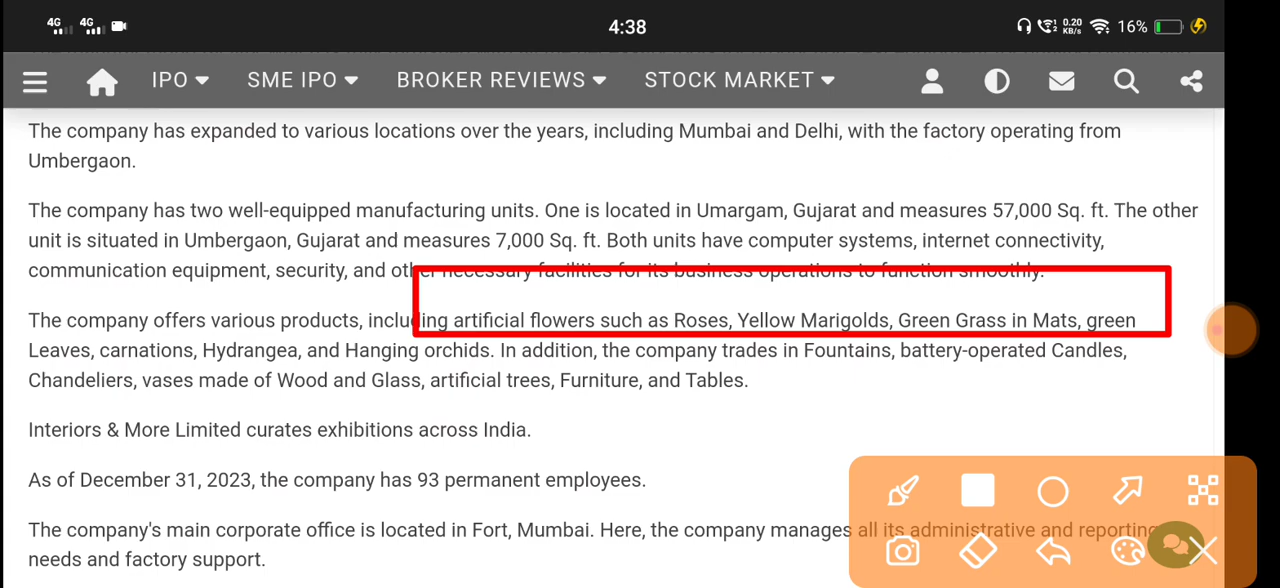 4G 4G 4:38 0.20 KB/s 16%
IPO SME IPO BROKER REVIEWS STOCK MARKET
The company has expanded to various locations over the years, including Mumbai and Delhi, with the factory operating from
Umbergaon.
The company has two well-equipped manufacturing units. One is located in Umargam, Gujarat and measures 57,000 Sq. ft. The other
unit is situated in Umbergaon, Gujarat and measures 7,000 Sq. ft. Both units have computer systems, internet connectivity,
communication equipment, security, and other necessary facilities for its business operations to function smoothly.
The company offers various products, including artificial flowers such as Roses, Yellow Marigolds, Green Grass in Mats, green
Leaves, carnations, Hydrangea, and Hanging orchids. In addition, the company trades in Fountains, battery-operated Candles,
Chandeliers, vases made of Wood and Glass, artificial trees, Furniture, and Tables.
Interiors & More Limited curates exhibitions across India.
As of December 31, 2023, the company has 93 permanent employees.
The company's main corporate office is located in Fort, Mumbai. Here, the company manages all its administrative and reporting
needs and factory support.